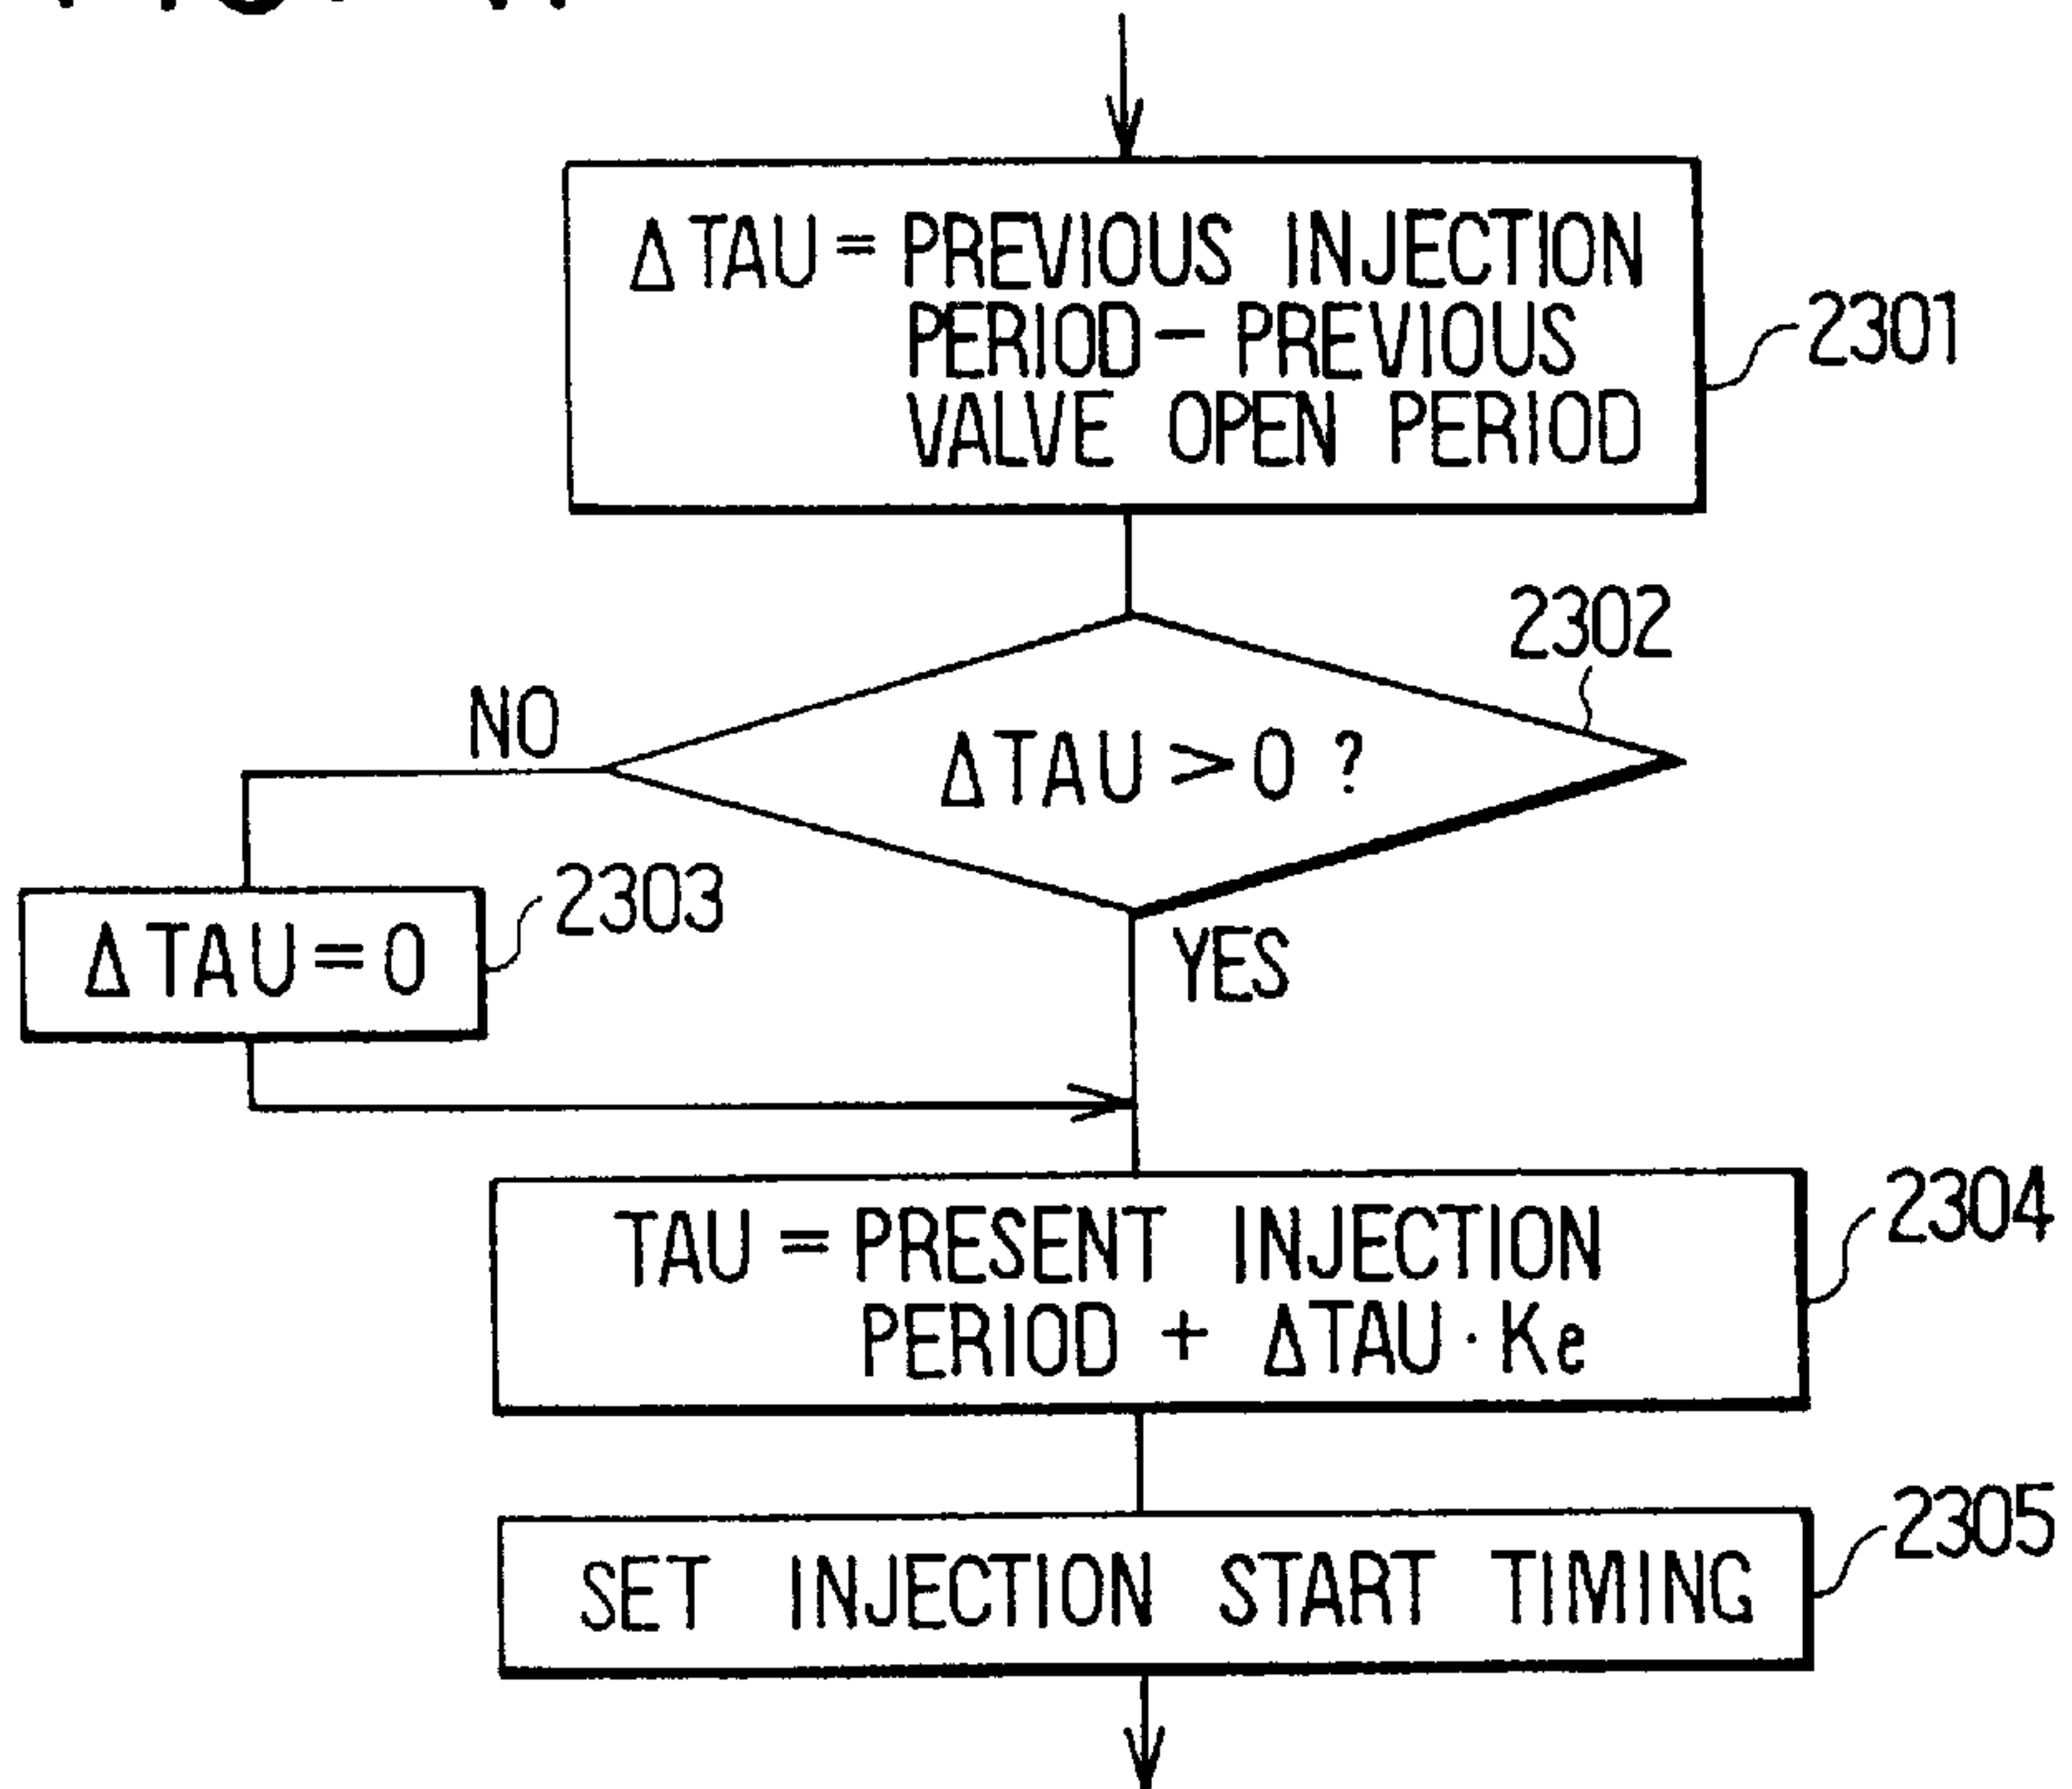 ΔTAU = PREVIOUS INJECTION
PERIOD − PREVIOUS
VALVE OPEN PERIOD
2301
2302
NO
ΔTAU > 0 ?
2303
ΔTAU = 0
YES
2304
TAU = PRESENT INJECTION
PERIOD + ΔTAU · Ke
2305
SET INJECTION START TIMING